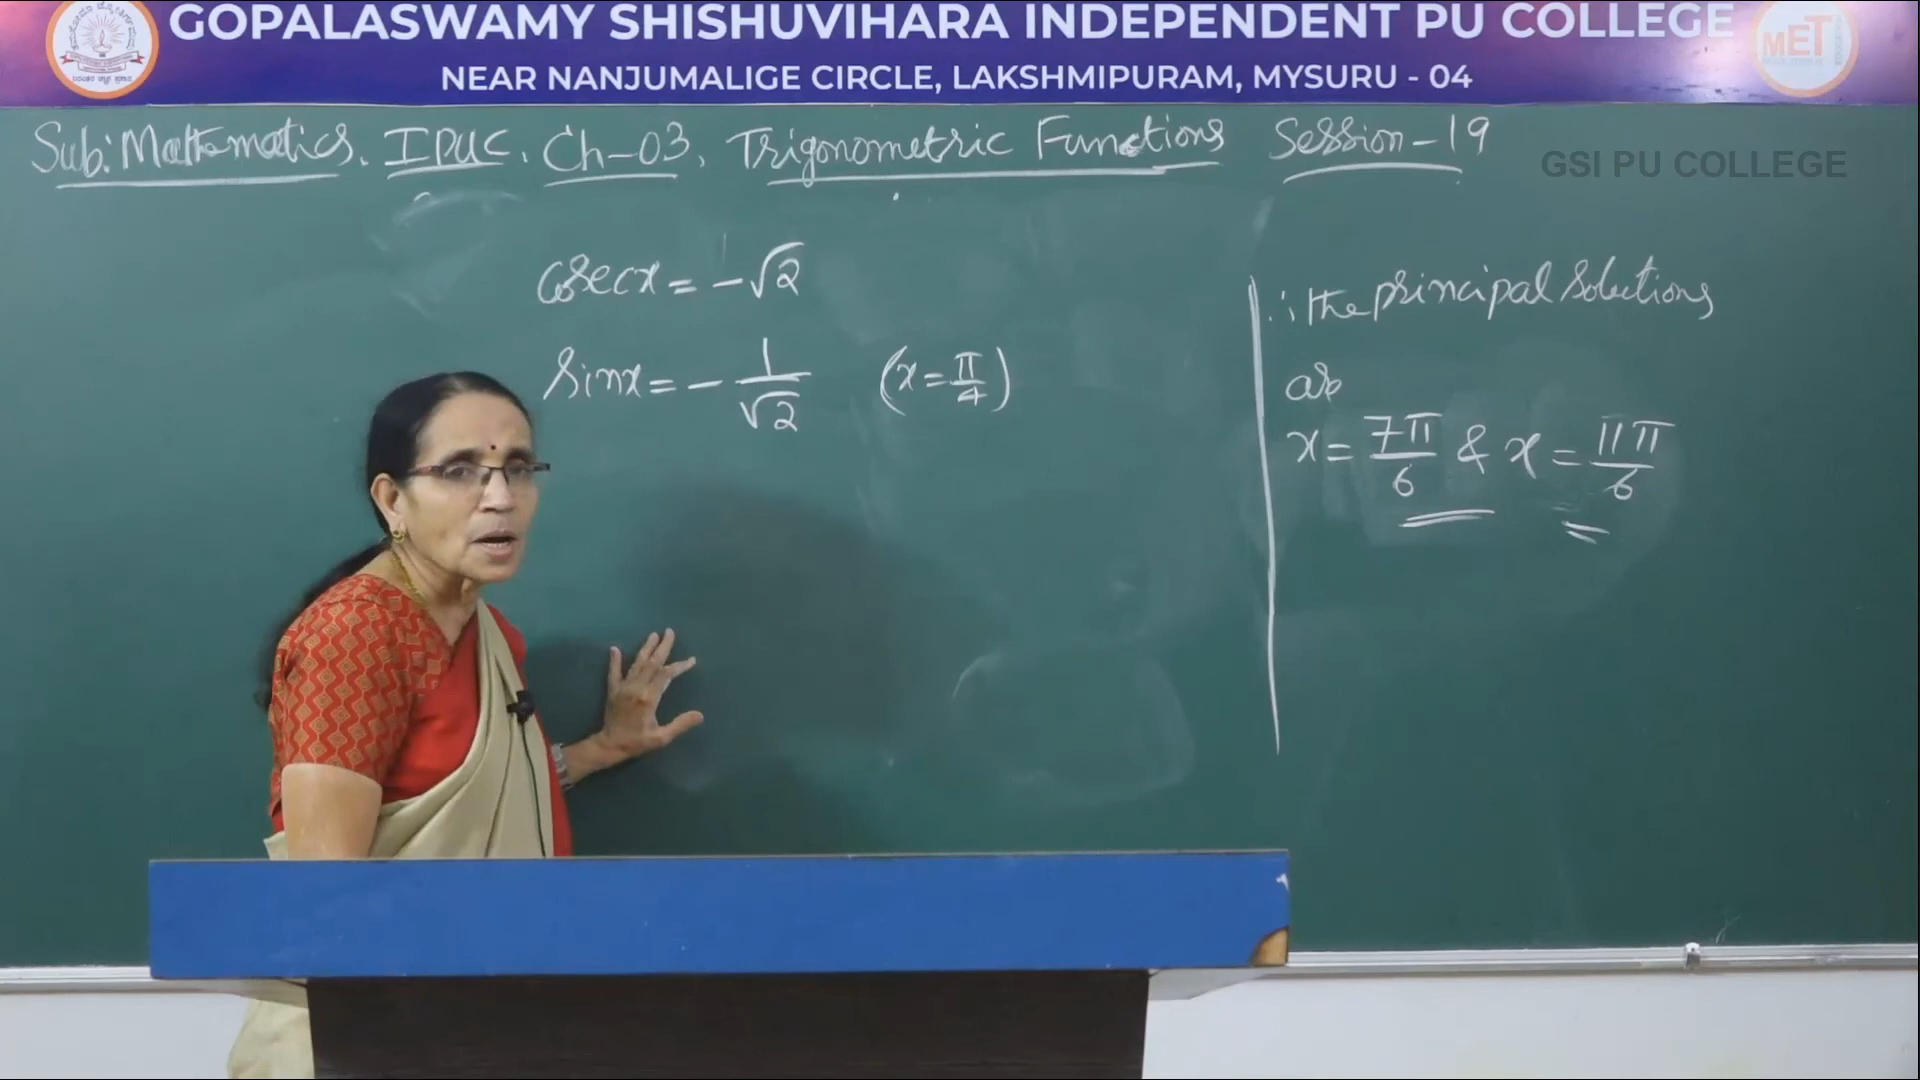 GOPALASWAMY SHISHUVIHARA INDEPENDENT PU COLLEGE
NEAR NANJUMALIGE CIRCLE, LAKSHMIPURAM, MYSURU - 04
MET
Sub: Mathematics. I PUC. Ch-03. Trigonometric Functions Session-19
GSI PU COLLEGE
cosecx = -√2
sinx = - 1/√2 (x = π/4)
∴ the principal solutions
are
x = 7π/6 & x = 11π/6